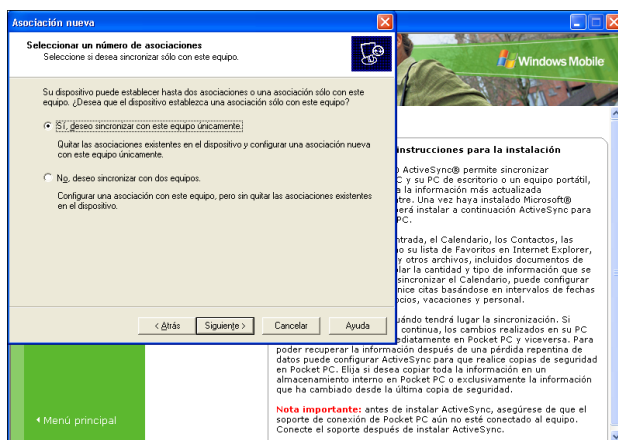 Asociación nueva
Seleccionar un número de asociaciones
Seleccione si desea sincronizar sólo con este equipo.
Su dispositivo puede establecer hasta dos asociaciones o una asociación sólo con este
equipo. ¿Desea que el dispositivo establezca una asociación sólo con este equipo?
Sí, deseo sincronizar con este equipo únicamente.
Quitar las asociaciones existentes en el dispositivo y configurar una asociación nueva
con este equipo únicamente.
No, deseo sincronizar con dos equipos.
Configurar una asociación con este equipo, pero sin quitar las asociaciones existentes
en el dispositivo.
< Atrás
Siguiente >
Cancelar
Ayuda
Windows Mobile
instrucciones para la instalación
ActiveSync® permite sincronizar
C y su PC de escritorio o un equipo portátil,
a la información más actualizada
tre. Una vez haya instalado Microsoft®
erá instalar a continuación ActiveSync para
PC.
ntrada, el Calendario, los Contactos, las
o su lista de Favoritos en Internet Explorer,
y otros archivos, incluidos documentos de
lar la cantidad y tipo de información que se
sincronizar el Calendario, puede configurar
nice citas basándose en intervalos de fechas
ocios, vacaciones y personal.
uándo tendrá lugar la sincronización. Si
continua, los cambios realizados en su PC
ediatamente en Pocket PC y viceversa. Para
poder recuperar la información después de una pérdida repentina de
datos puede configurar ActiveSync para que realice copias de seguridad
en Pocket PC. Elija si desea copiar toda la información en un
almacenamiento interno en Pocket PC o exclusivamente la información
que ha cambiado desde la última copia de seguridad.
Nota importante: antes de instalar ActiveSync, asegúrese de que el
soporte de conexión de Pocket PC aún no esté conectado al equipo.
Conecte el soporte después de instalar ActiveSync.
Menú principal